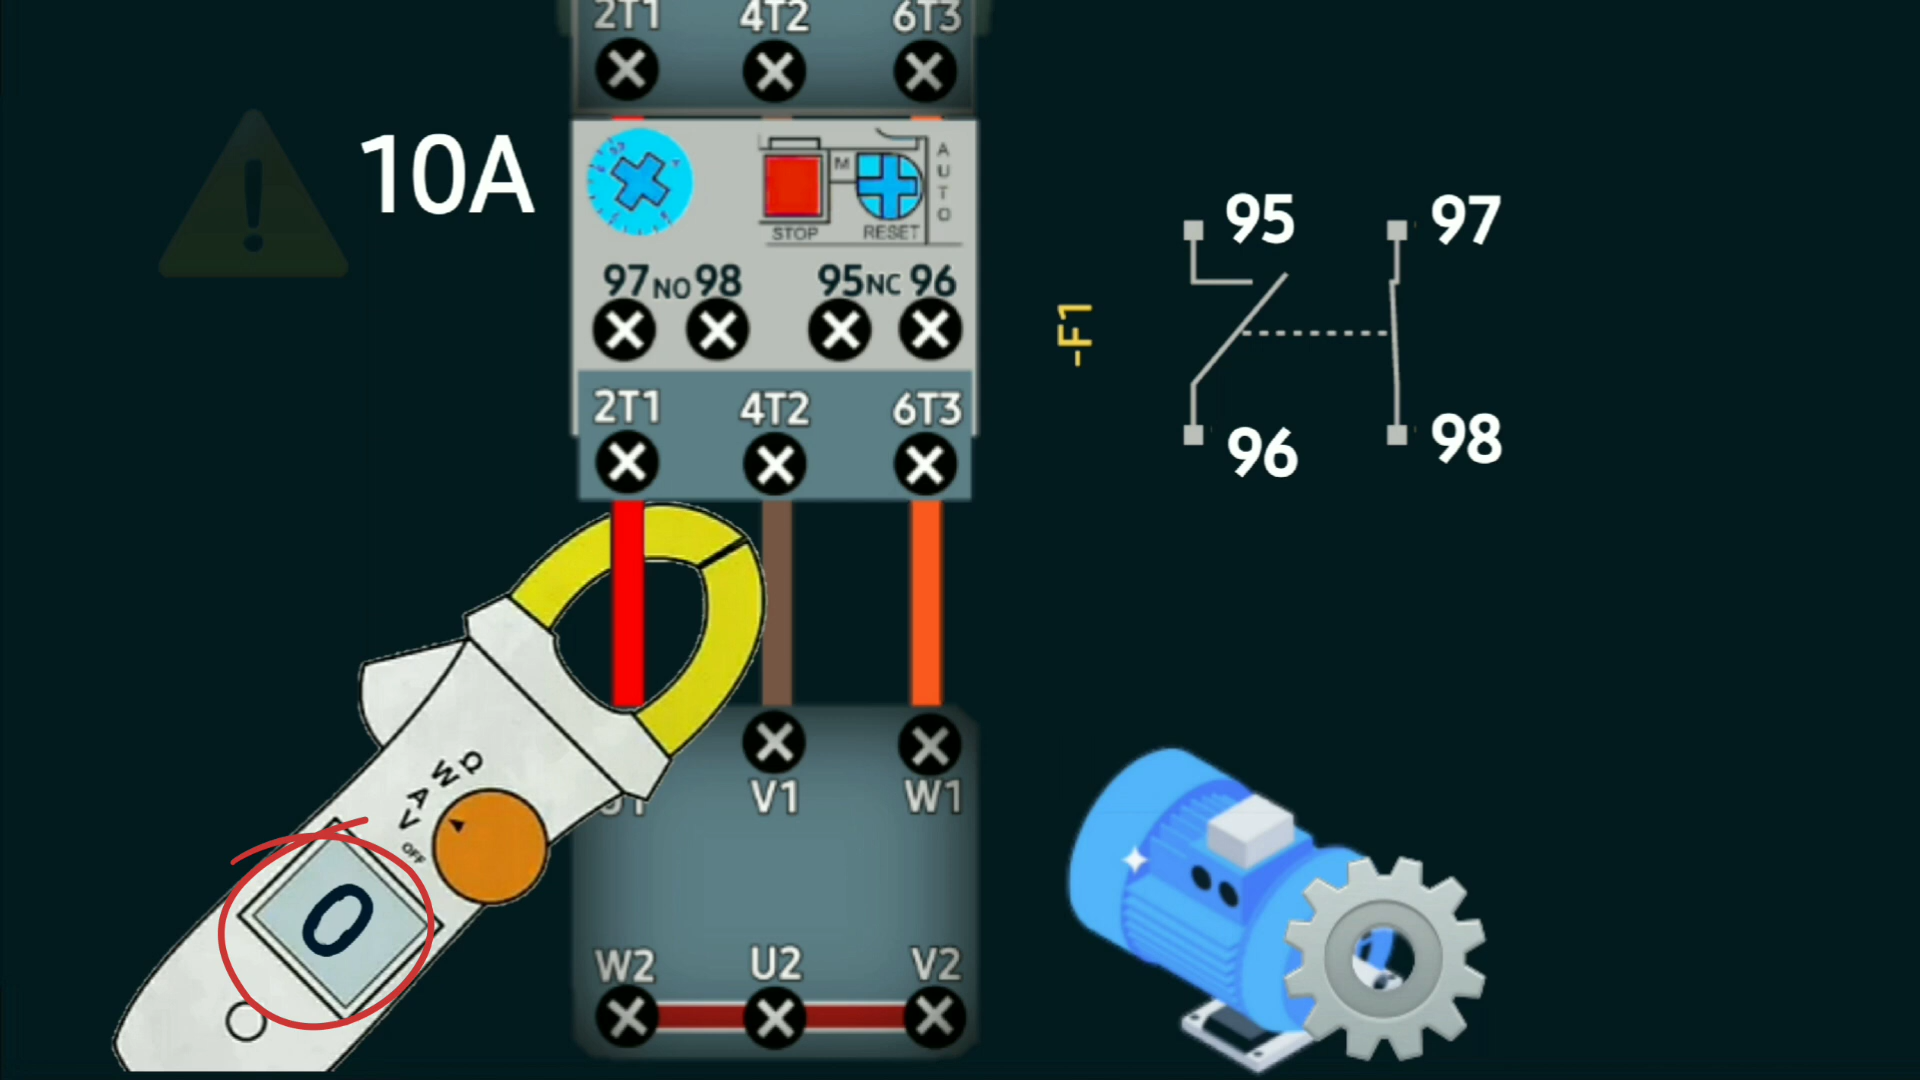 2T1 4T2 6T3
10A
M
AUTO
STOP RESET
97 NO 98 95 NC 96
2T1 4T2 6T3
95 97
-F1
96 98
Ω
W
A
V
OFF
0
V1 W1
W2 U2 V2